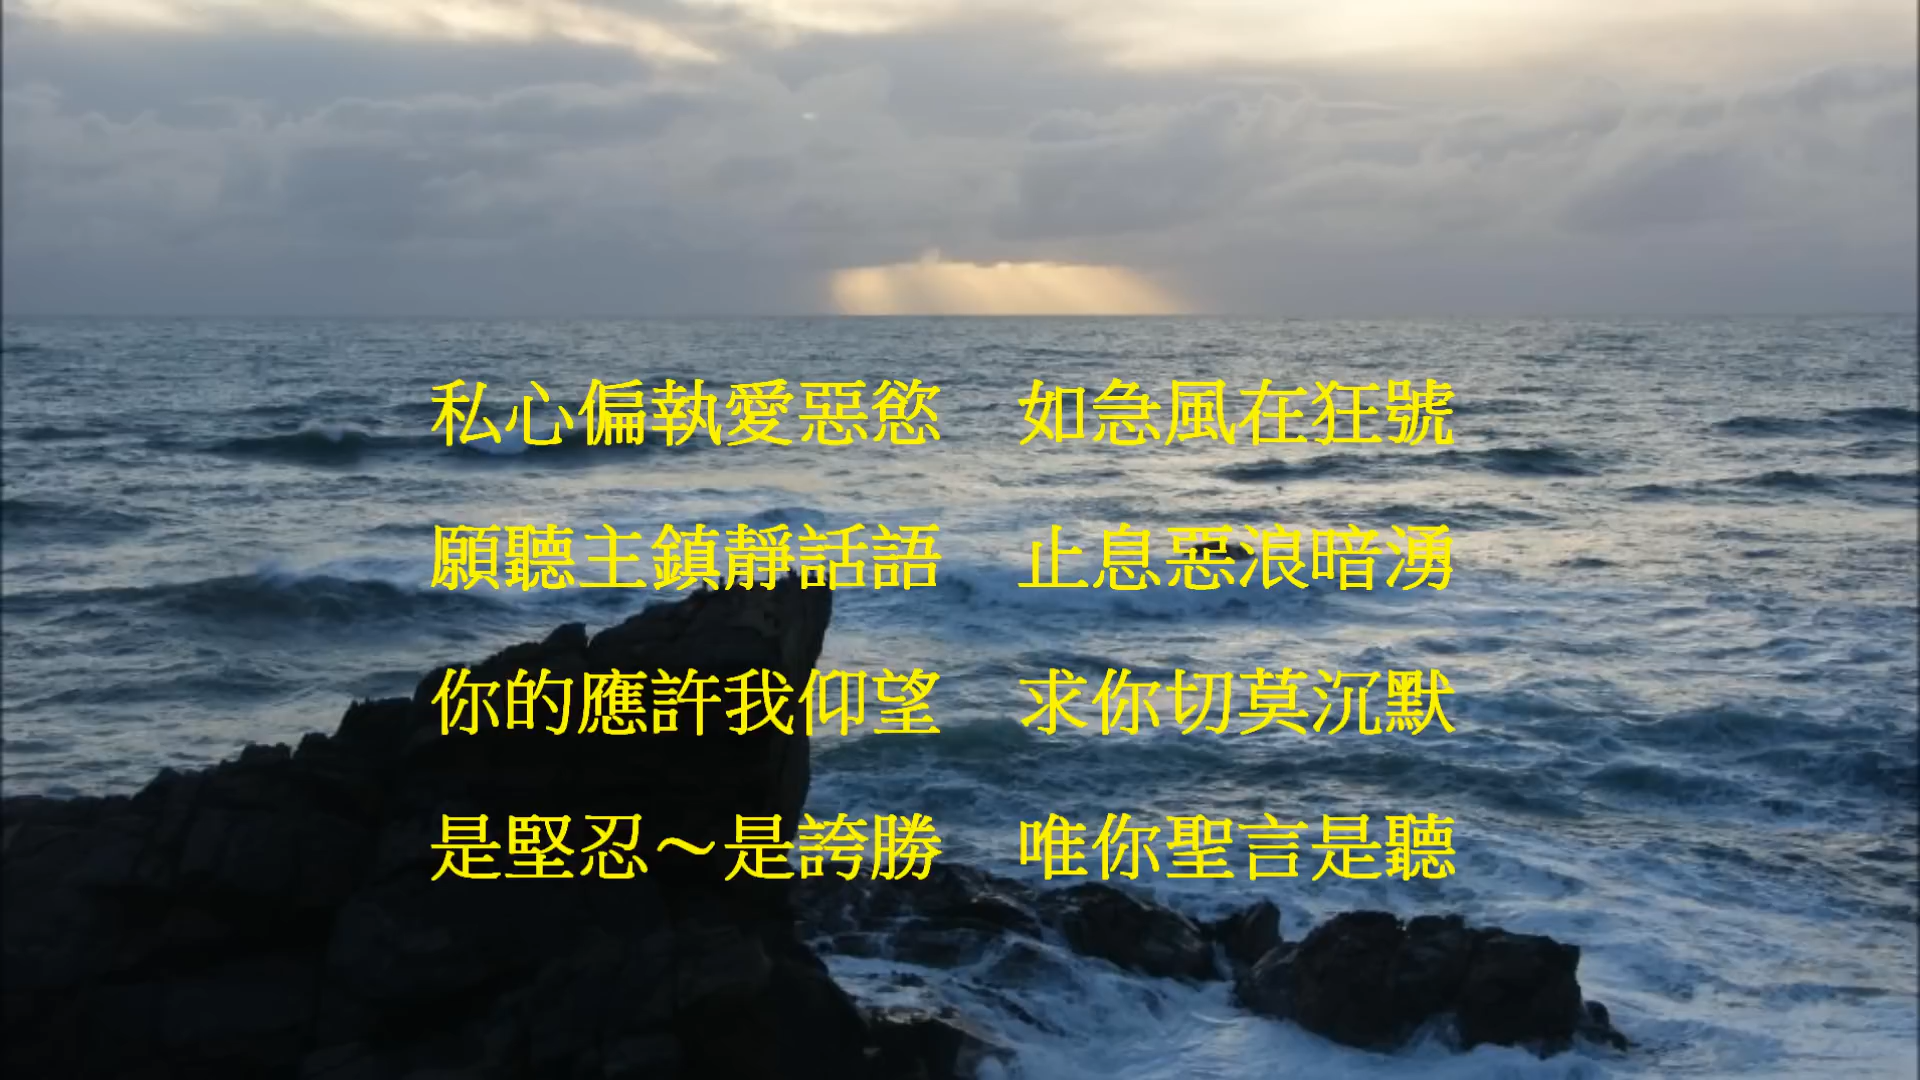 私心偏執愛惡慾　如急風在狂號
願聽主鎮靜話語　止息惡浪暗湧
你的應許我仰望　求你切莫沉默
是堅忍～是誇勝　唯你聖言是聽